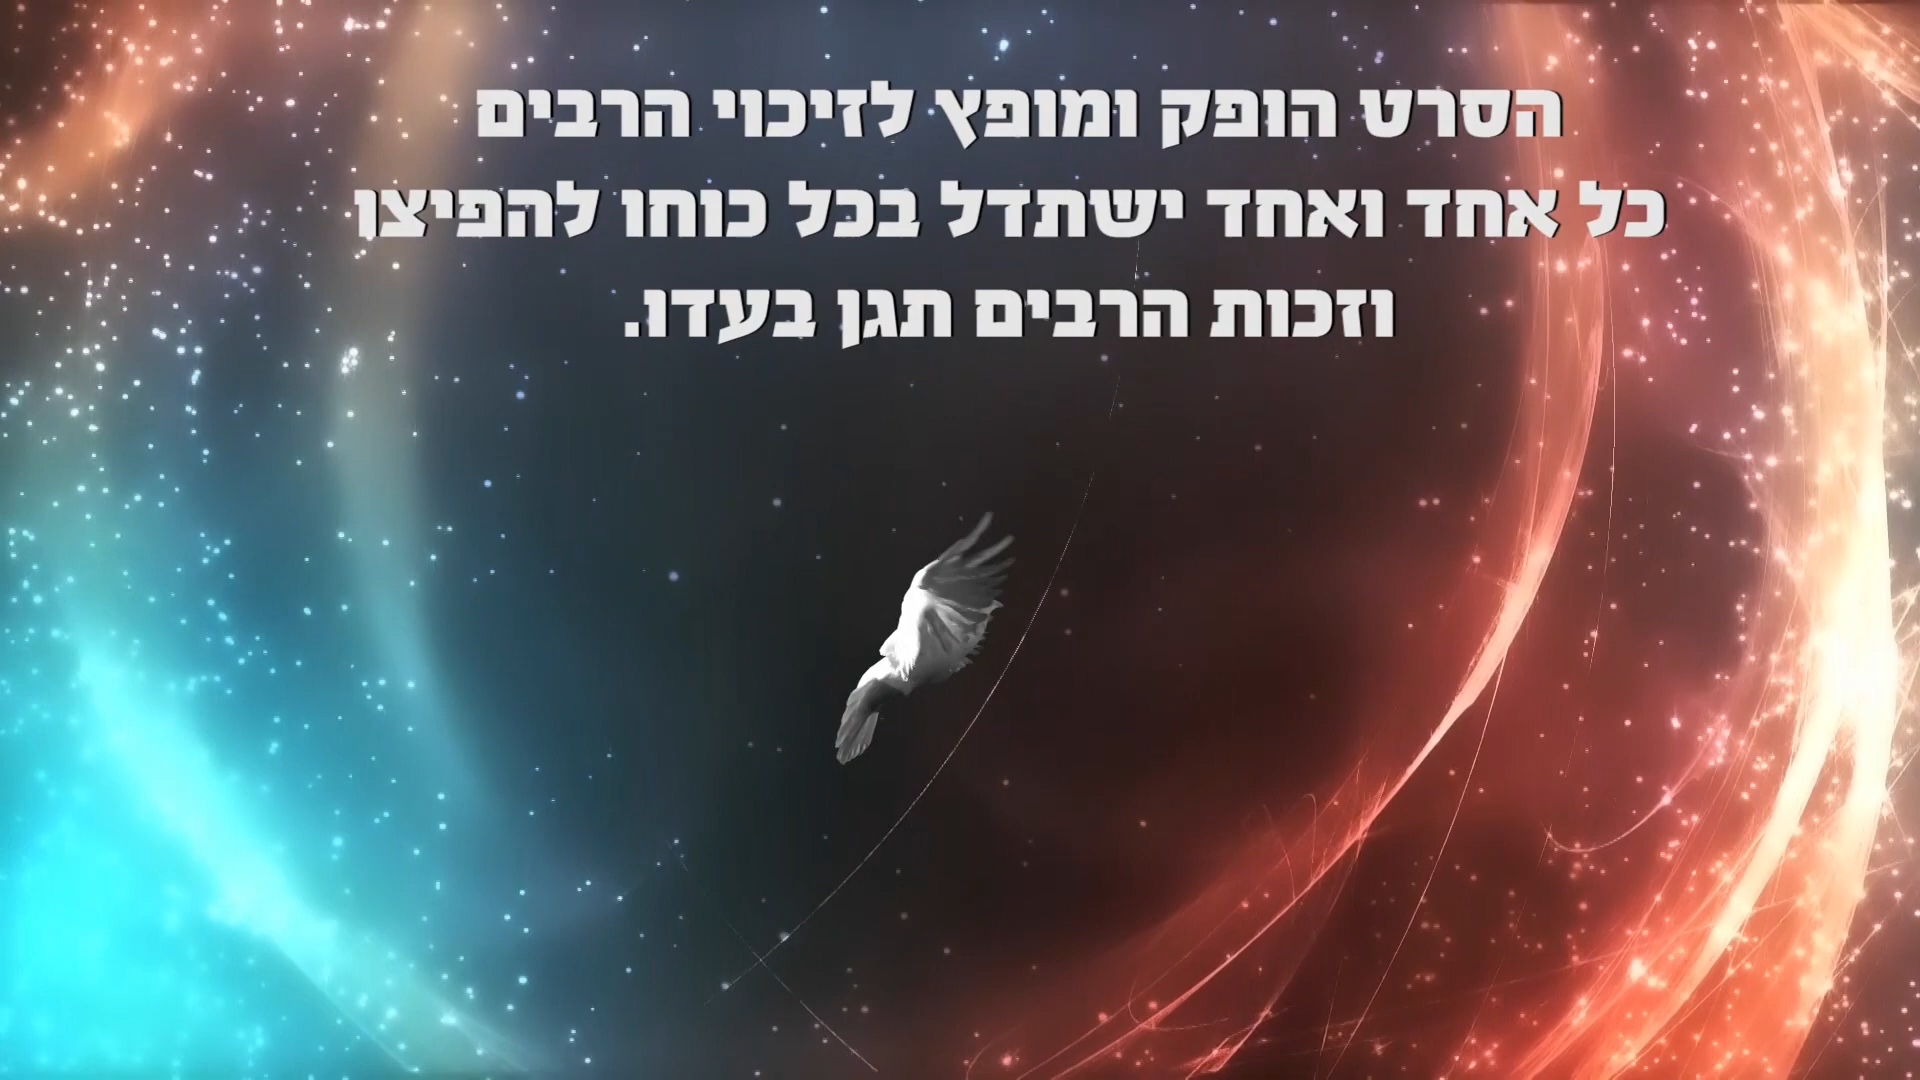 הסרט הופק ומופץ לזיכוי הרבים
כל אחד ואחד ישתדל בכל כוחו להפיצו
וזכות הרבים תגן בעדו.